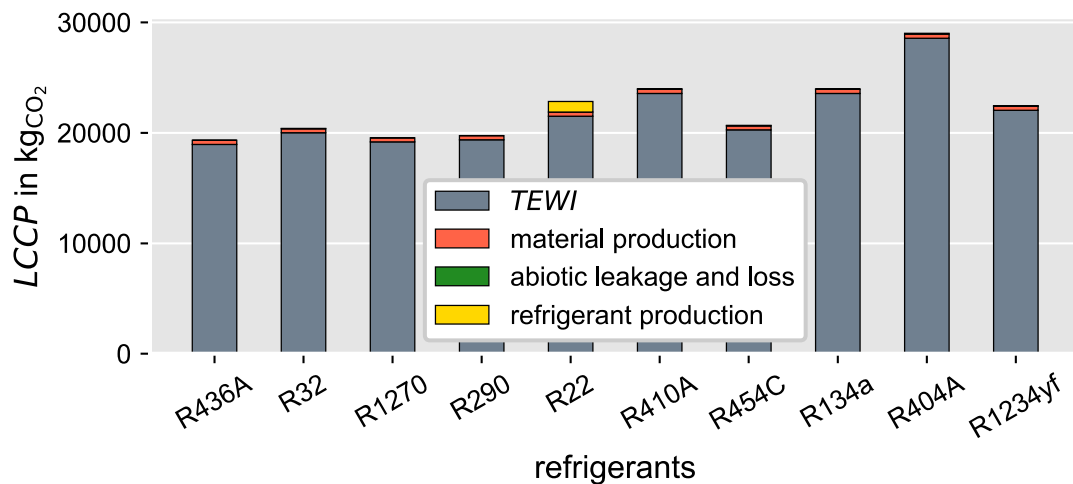 LCCP in kg_CO₂
30000
20000
10000
0
TEWI
material production
abiotic leakage and loss
refrigerant production
R436A
R32
R1270
R290
R22
R410A
R454C
R134a
R404A
R1234yf
refrigerants